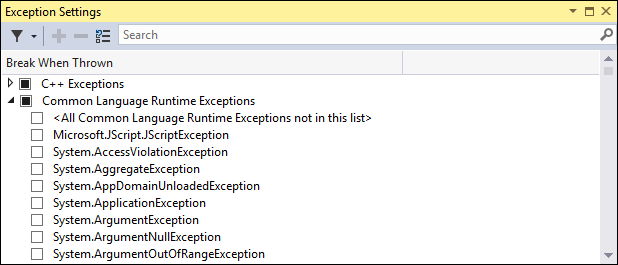 Exception Settings
Search
Break When Thrown
C++ Exceptions
Common Language Runtime Exceptions
<All Common Language Runtime Exceptions not in this list>
Microsoft.JScript.JScriptException
System.AccessViolationException
System.AggregateException
System.AppDomainUnloadedException
System.ApplicationException
System.ArgumentException
System.ArgumentNullException
System.ArgumentOutOfRangeException